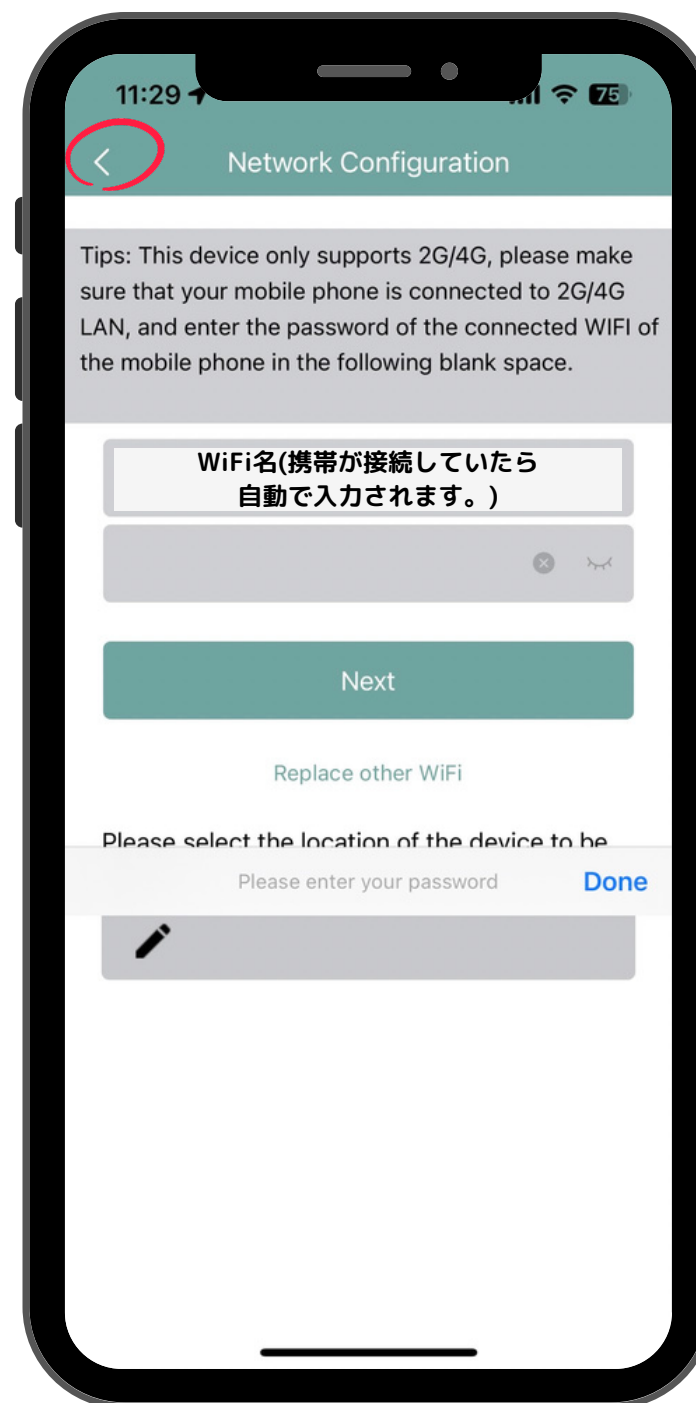 11:29
75
Network Configuration
Tips: This device only supports 2G/4G, please make
sure that your mobile phone is connected to 2G/4G
LAN, and enter the password of the connected WIFI of
the mobile phone in the following blank space.
WiFi名(携帯が接続していたら
自動で入力されます。)
Next
Replace other WiFi
Please select the location of the device to be
Please enter your password
Done